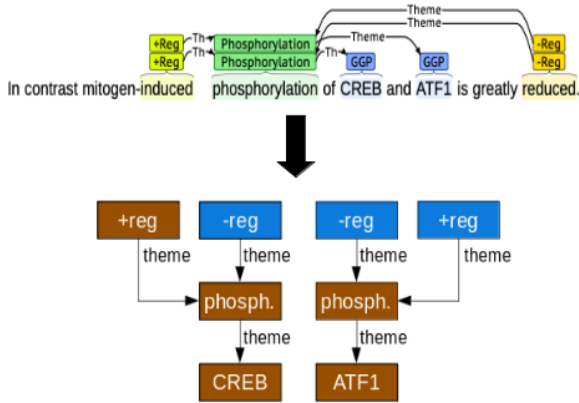 Theme
+Reg Th Phosphorylation Theme Theme -Reg
+Reg Th Phosphorylation Th GGP GGP -Reg
In contrast mitogen-induced phosphorylation of CREB and ATF1 is greatly reduced.
+reg -reg -reg +reg
theme theme theme theme
phosph. phosph.
theme theme
CREB ATF1